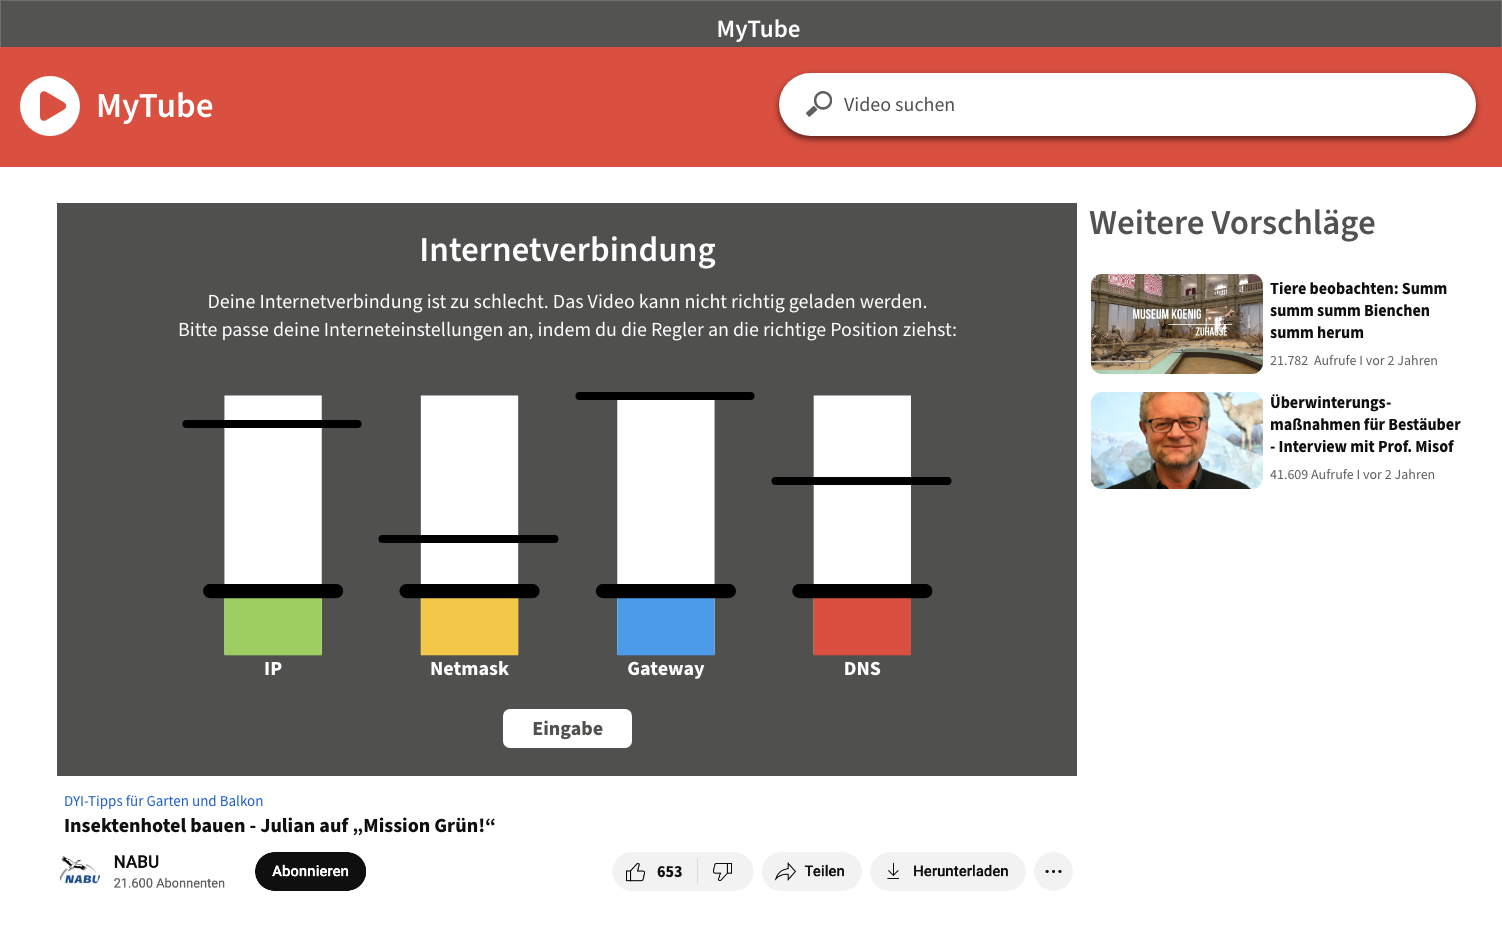 MyTube
MyTube
Video suchen
Internetverbindung
Deine Internetverbindung ist zu schlecht. Das Video kann nicht richtig geladen werden.
Bitte passe deine Interneteinstellungen an, indem du die Regler an die richtige Position ziehst:
IP
Netmask
Gateway
DNS
Eingabe
Weitere Vorschläge
MUSEUM KOENIG
ZUHAUSE
Tiere beobachten: Summ
summ summ Bienchen
summ herum
21.782 Aufrufe I vor 2 Jahren
Überwinterungs-
maßnahmen für Bestäuber
- Interview mit Prof. Misof
41.609 Aufrufe I vor 2 Jahren
DYI-Tipps für Garten und Balkon
Insektenhotel bauen - Julian auf „Mission Grün!“
NABU
NABU
21.600 Abonnenten
Abonnieren
653
Teilen
Herunterladen